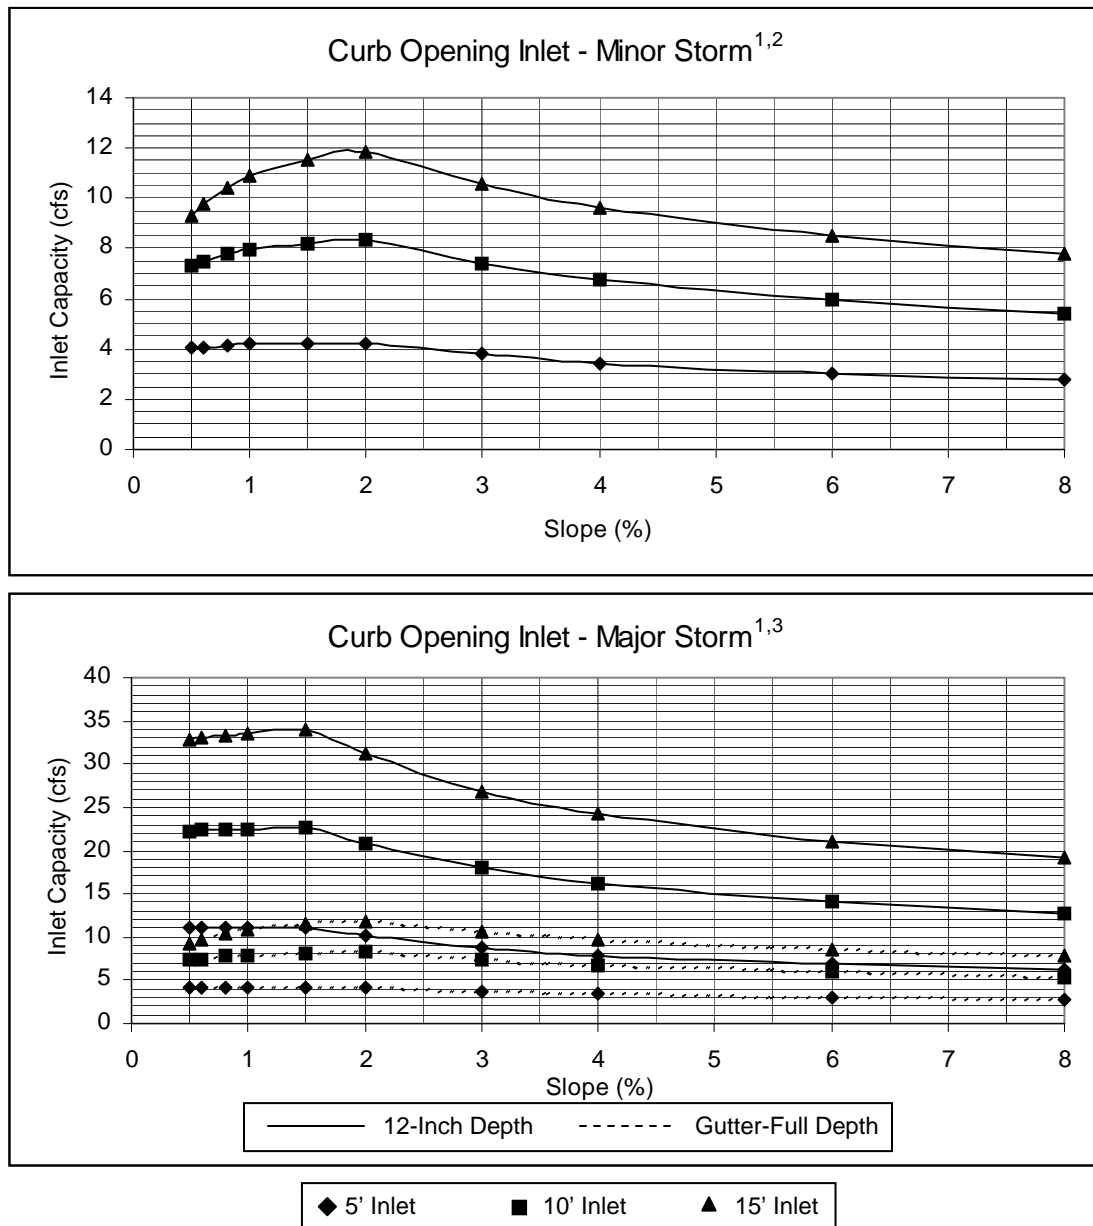 Curb Opening Inlet - Minor Storm1,2
Inlet Capacity (cfs)
14
12
10
8
6
4
2
0
0 1 2 3 4 5 6 7 8
Slope (%)
Curb Opening Inlet - Major Storm1,3
Inlet Capacity (cfs)
40
35
30
25
20
15
10
5
0
0 1 2 3 4 5 6 7 8
Slope (%)
12-Inch Depth Gutter-Full Depth
5' Inlet 10' Inlet 15' Inlet